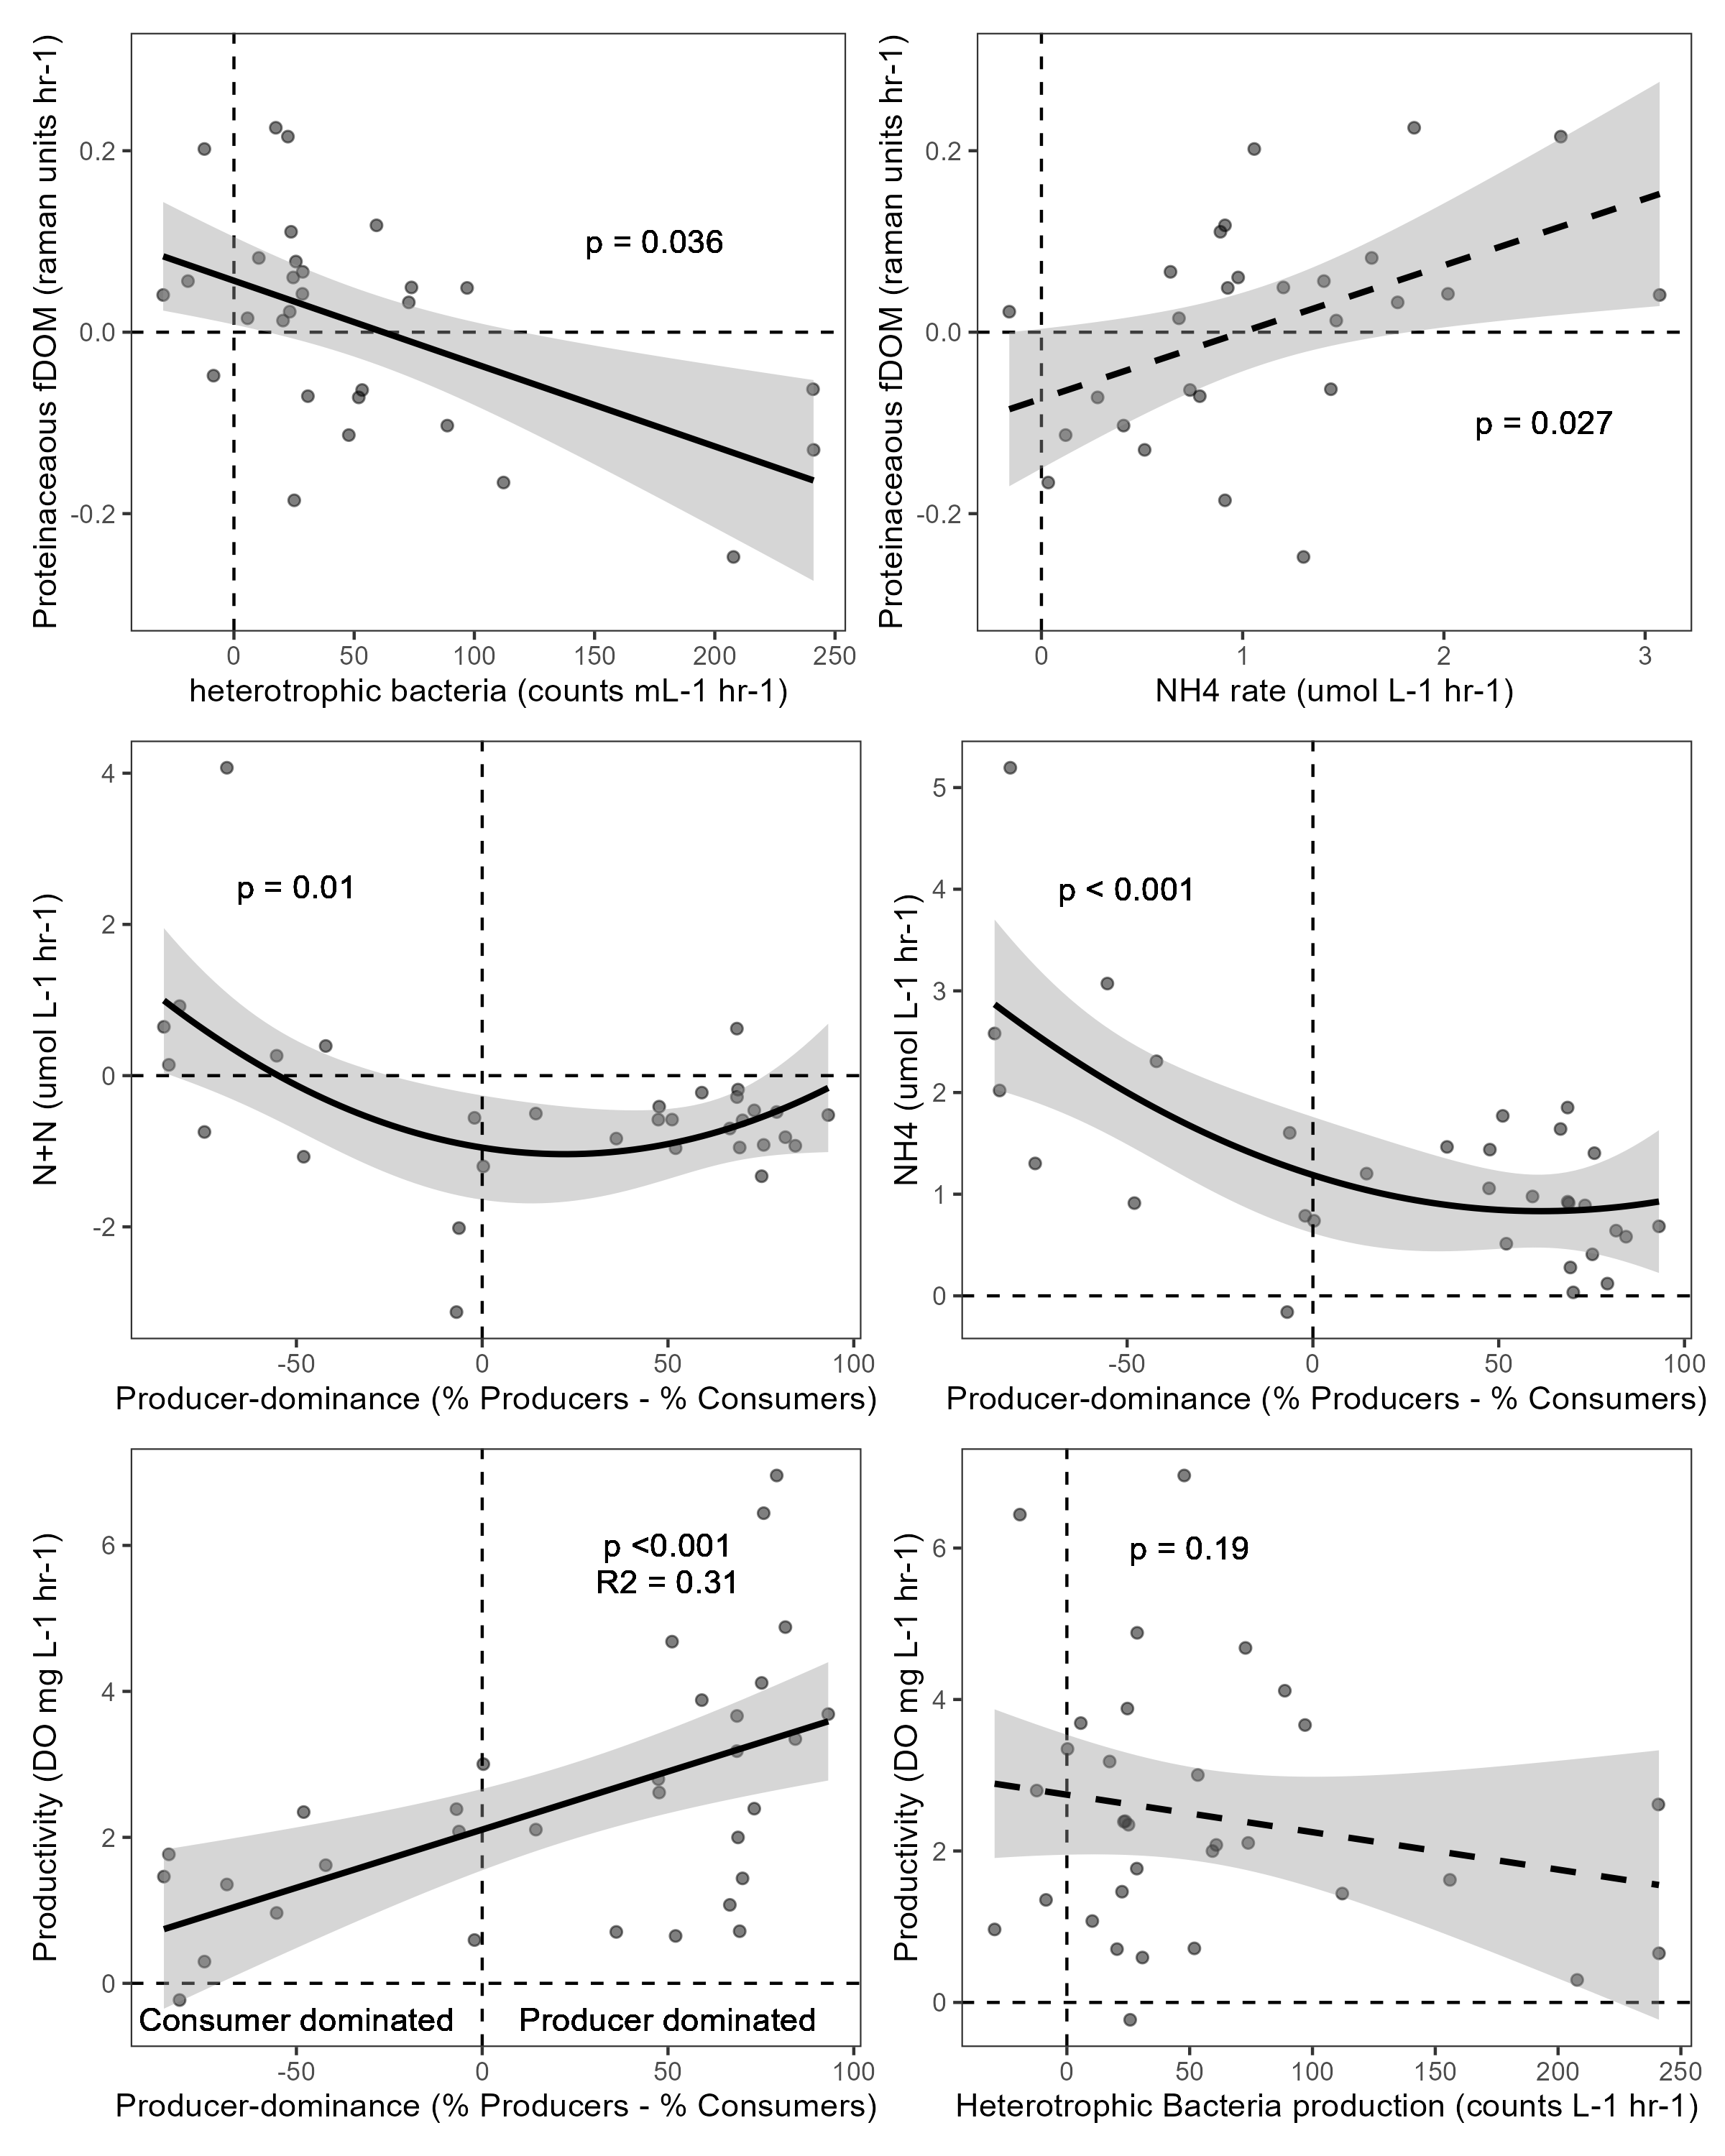 Proteinaceaous fDOM (raman units hr-1)
0.2
0.0
-0.2
p = 0.036
0
50
100
150
200
250
heterotrophic bacteria (counts mL-1 hr-1)
Proteinaceaous fDOM (raman units hr-1)
0.2
0.0
-0.2
p = 0.027
0
1
2
3
NH4 rate (umol L-1 hr-1)
N+N (umol L-1 hr-1)
4
2
0
-2
p = 0.01
-50
0
50
100
Producer-dominance (% Producers - % Consumers)
NH4 (umol L-1 hr-1)
5
4
3
2
1
0
p < 0.001
-50
0
50
100
Producer-dominance (% Producers - % Consumers)
Productivity (DO mg L-1 hr-1)
6
4
2
0
p <0.001
R2 = 0.31
Consumer dominated
Producer dominated
-50
0
50
100
Producer-dominance (% Producers - % Consumers)
Productivity (DO mg L-1 hr-1)
6
4
2
0
p = 0.19
0
50
100
150
200
250
Heterotrophic Bacteria production (counts L-1 hr-1)